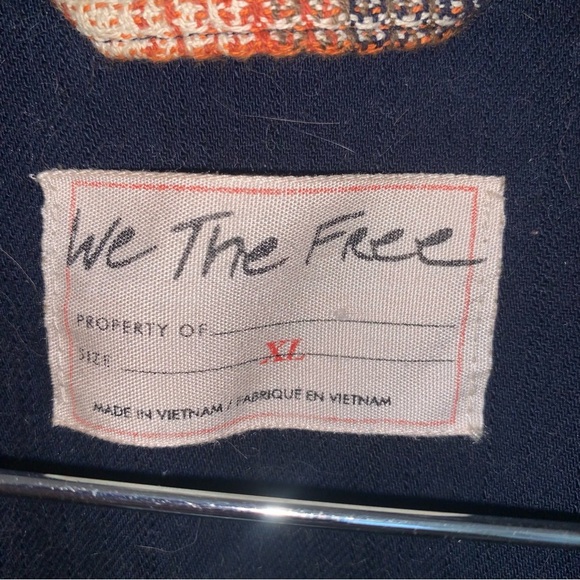 We The Free
PROPERTY OF
SIZE XL
MADE IN VIETNAM / FABRIQUE EN VIETNAM